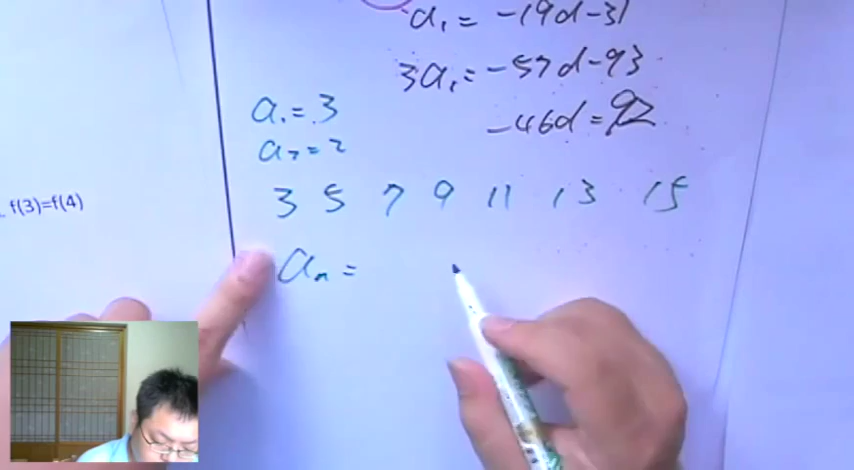 a₁ = -19d-31
3a₁ = -57d-93
-46d = 92
a₁ = 3
a₇ = 2
3 5 7 9 11 13 15
aₙ =
f(3)=f(4)